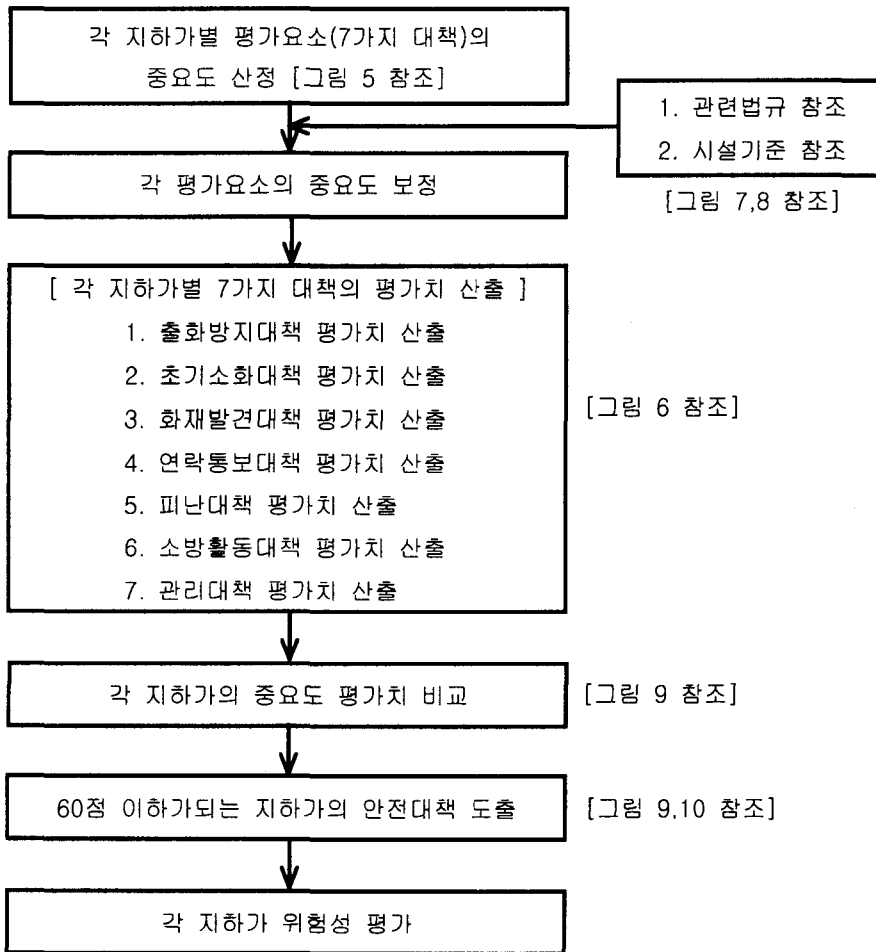 각 지하가별 평가요소(7가지 대책)의
중요도 산정 [그림 5 참조]
1. 관련법규 참조
2. 시설기준 참조
[그림 7,8 참조]
각 평가요소의 중요도 보정
[ 각 지하가별 7가지 대책의 평가치 산출 ]
1. 출화방지대책 평가치 산출
2. 초기소화대책 평가치 산출
3. 화재발견대책 평가치 산출
4. 연락통보대책 평가치 산출
5. 피난대책 평가치 산출
6. 소방활동대책 평가치 산출
7. 관리대책 평가치 산출
[그림 6 참조]
각 지하가의 중요도 평가치 비교
[그림 9 참조]
60점 이하가되는 지하가의 안전대책 도출
[그림 9,10 참조]
각 지하가 위험성 평가